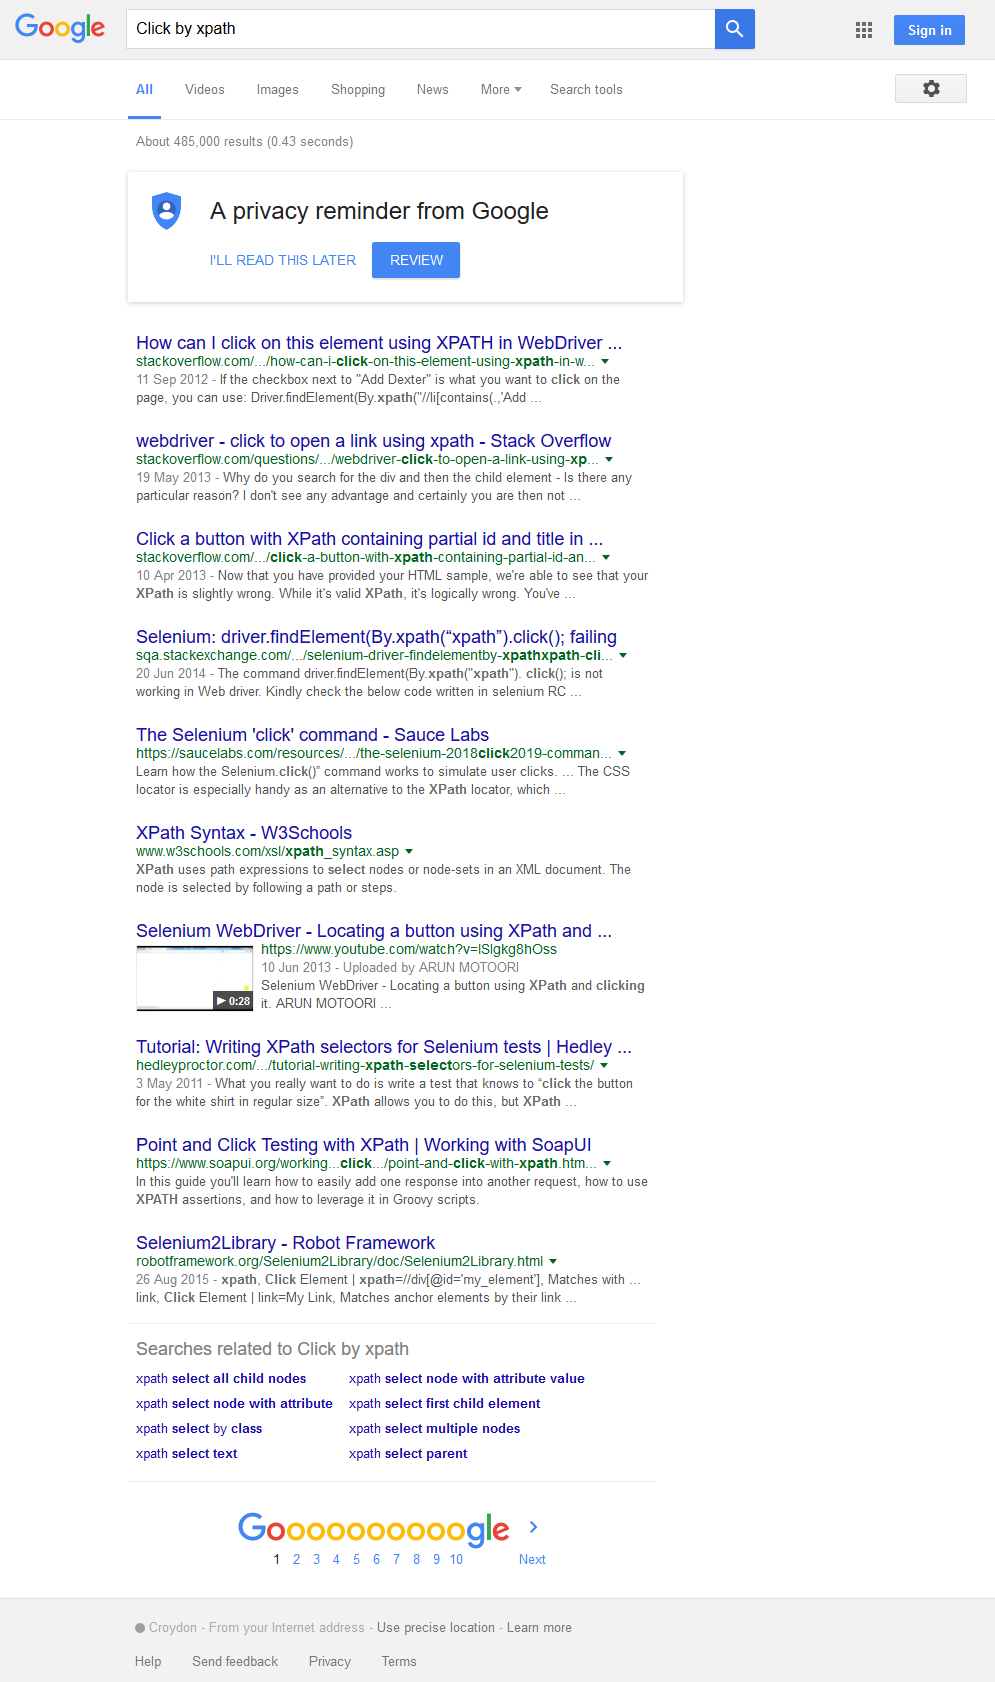 Google
Click by xpath
Sign in
All Videos Images Shopping News More Search tools
About 485,000 results (0.43 seconds)
A privacy reminder from Google
I'LL READ THIS LATER REVIEW
How can I click on this element using XPATH in WebDriver ...
stackoverflow.com/.../how-can-i-click-on-this-element-using-xpath-in-w...
11 Sep 2012 - If the checkbox next to "Add Dexter" is what you want to click on the
page, you can use: Driver.findElement(By.xpath("//li[contains(.,'Add ...
webdriver - click to open a link using xpath - Stack Overflow
stackoverflow.com/questions/.../webdriver-click-to-open-a-link-using-xp...
19 May 2013 - Why do you search for the div and then the child element - Is there any
particular reason? I don't see any advantage and certainly you are then not ...
Click a button with XPath containing partial id and title in ...
stackoverflow.com/.../click-a-button-with-xpath-containing-partial-id-an...
10 Apr 2013 - Now that you have provided your HTML sample, we're able to see that your
XPath is slightly wrong. While it's valid XPath, it's logically wrong. You've ...
Selenium: driver.findElement(By.xpath(“xpath”).click(); failing
sqa.stackexchange.com/.../selenium-driver-findelementby-xpathxpath-cli...
20 Jun 2014 - The command driver.findElement(By.xpath("xpath"). click(); is not
working in Web driver. Kindly check the below code written in selenium RC ...
The Selenium 'click' command - Sauce Labs
https://saucelabs.com/resources/.../the-selenium-2018click2019-comman...
Learn how the Selenium.click()” command works to simulate user clicks. ... The CSS
locator is especially handy as an alternative to the XPath locator, which ...
XPath Syntax - W3Schools
www.w3schools.com/xsl/xpath_syntax.asp
XPath uses path expressions to select nodes or node-sets in an XML document. The
node is selected by following a path or steps.
Selenium WebDriver - Locating a button using XPath and ...
https://www.youtube.com/watch?v=lSlgkg8hOss
10 Jun 2013 - Uploaded by ARUN MOTOORI
Selenium WebDriver - Locating a button using XPath and clicking
0:28 it. ARUN MOTOORI ...
Tutorial: Writing XPath selectors for Selenium tests | Hedley ...
hedleyproctor.com/.../tutorial-writing-xpath-selectors-for-selenium-tests/
3 May 2011 - What you really want to do is write a test that knows to “click the button
for the white shirt in regular size”. XPath allows you to do this, but XPath ...
Point and Click Testing with XPath | Working with SoapUI
https://www.soapui.org/working...click.../point-and-click-with-xpath.htm...
In this guide you'll learn how to easily add one response into another request, how to use
XPATH assertions, and how to leverage it in Groovy scripts.
Selenium2Library - Robot Framework
robotframework.org/Selenium2Library/doc/Selenium2Library.html
26 Aug 2015 - xpath, Click Element | xpath=//div[@id='my_element'], Matches with ...
link, Click Element | link=My Link, Matches anchor elements by their link ...
Searches related to Click by xpath
xpath select all child nodes xpath select node with attribute value
xpath select node with attribute xpath select first child element
xpath select by class xpath select multiple nodes
xpath select text xpath select parent
Goooooooooogle
1 2 3 4 5 6 7 8 9 10 Next
Croydon - From your Internet address - Use precise location - Learn more
Help Send feedback Privacy Terms